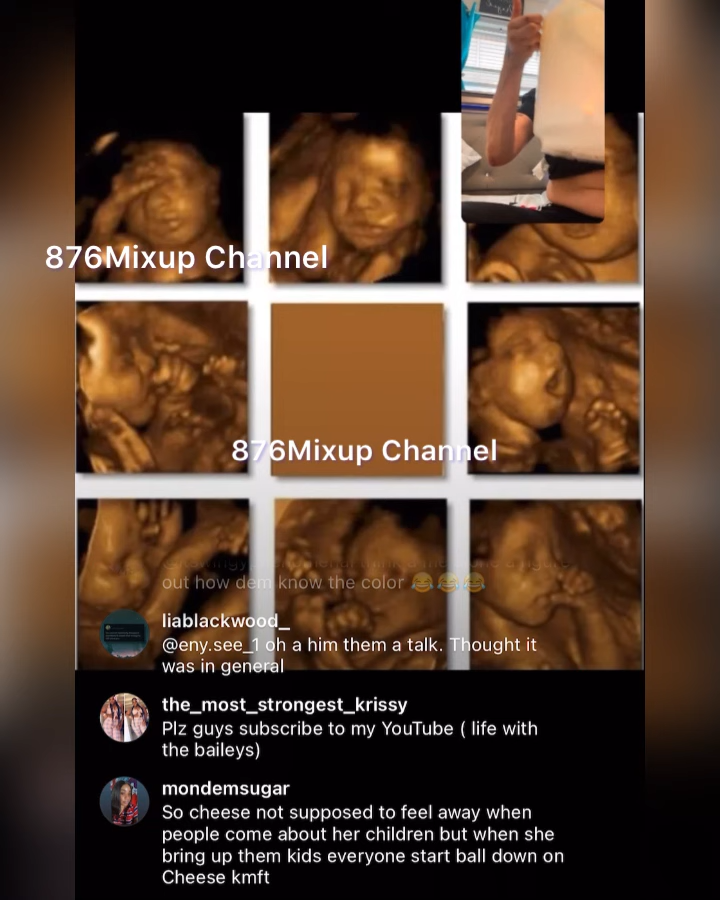 876Mixup Channel
876Mixup Channel
out how dem know the color 😂😂😂
liablackwood_
@eny.see_1 oh a him them a talk. Thought it
was in general
the_most_strongest_krissy
Plz guys subscribe to my YouTube ( life with
the baileys)
mondemsugar
So cheese not supposed to feel away when
people come about her children but when she
bring up them kids everyone start ball down on
Cheese kmft